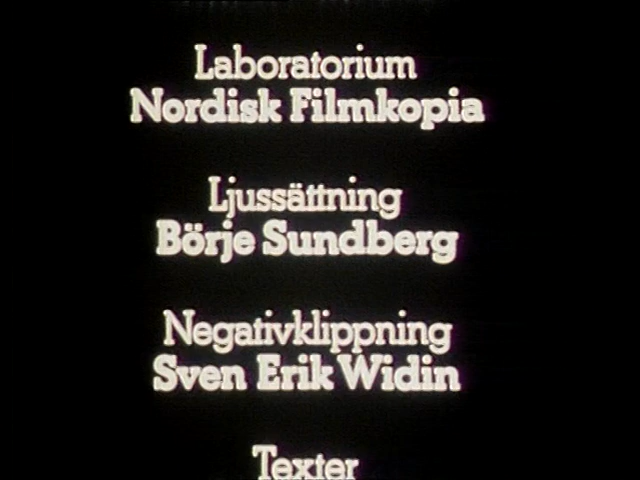 Laboratorium
Nordisk Filmkopia
Ljussättning
Börje Sundberg
Negativklippning
Sven Erik Widin
Texter